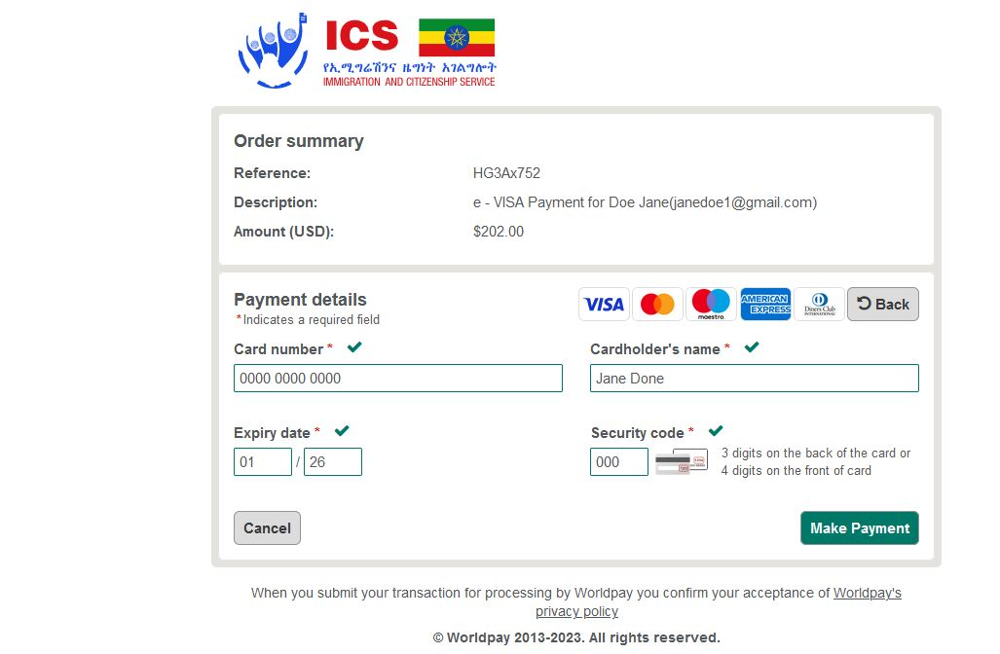 ICS
የኢሚግሬሽንና ዜግነት አገልግሎት
IMMIGRATION AND CITIZENSHIP SERVICE
Order summary
Reference: HG3Ax752
Description: e - VISA Payment for Doe Jane(janedoe1@gmail.com)
Amount (USD): $202.00
Payment details
*Indicates a required field
VISA maestro AMERICAN EXPRESS Diners Club INTERNATIONAL Back
Card number * Cardholder's name *
0000 0000 0000 Jane Done
Expiry date * Security code *
01 / 26 000 3 digits on the back of the card or
4 digits on the front of card
Cancel Make Payment
When you submit your transaction for processing by Worldpay you confirm your acceptance of Worldpay's
privacy policy
© Worldpay 2013-2023. All rights reserved.